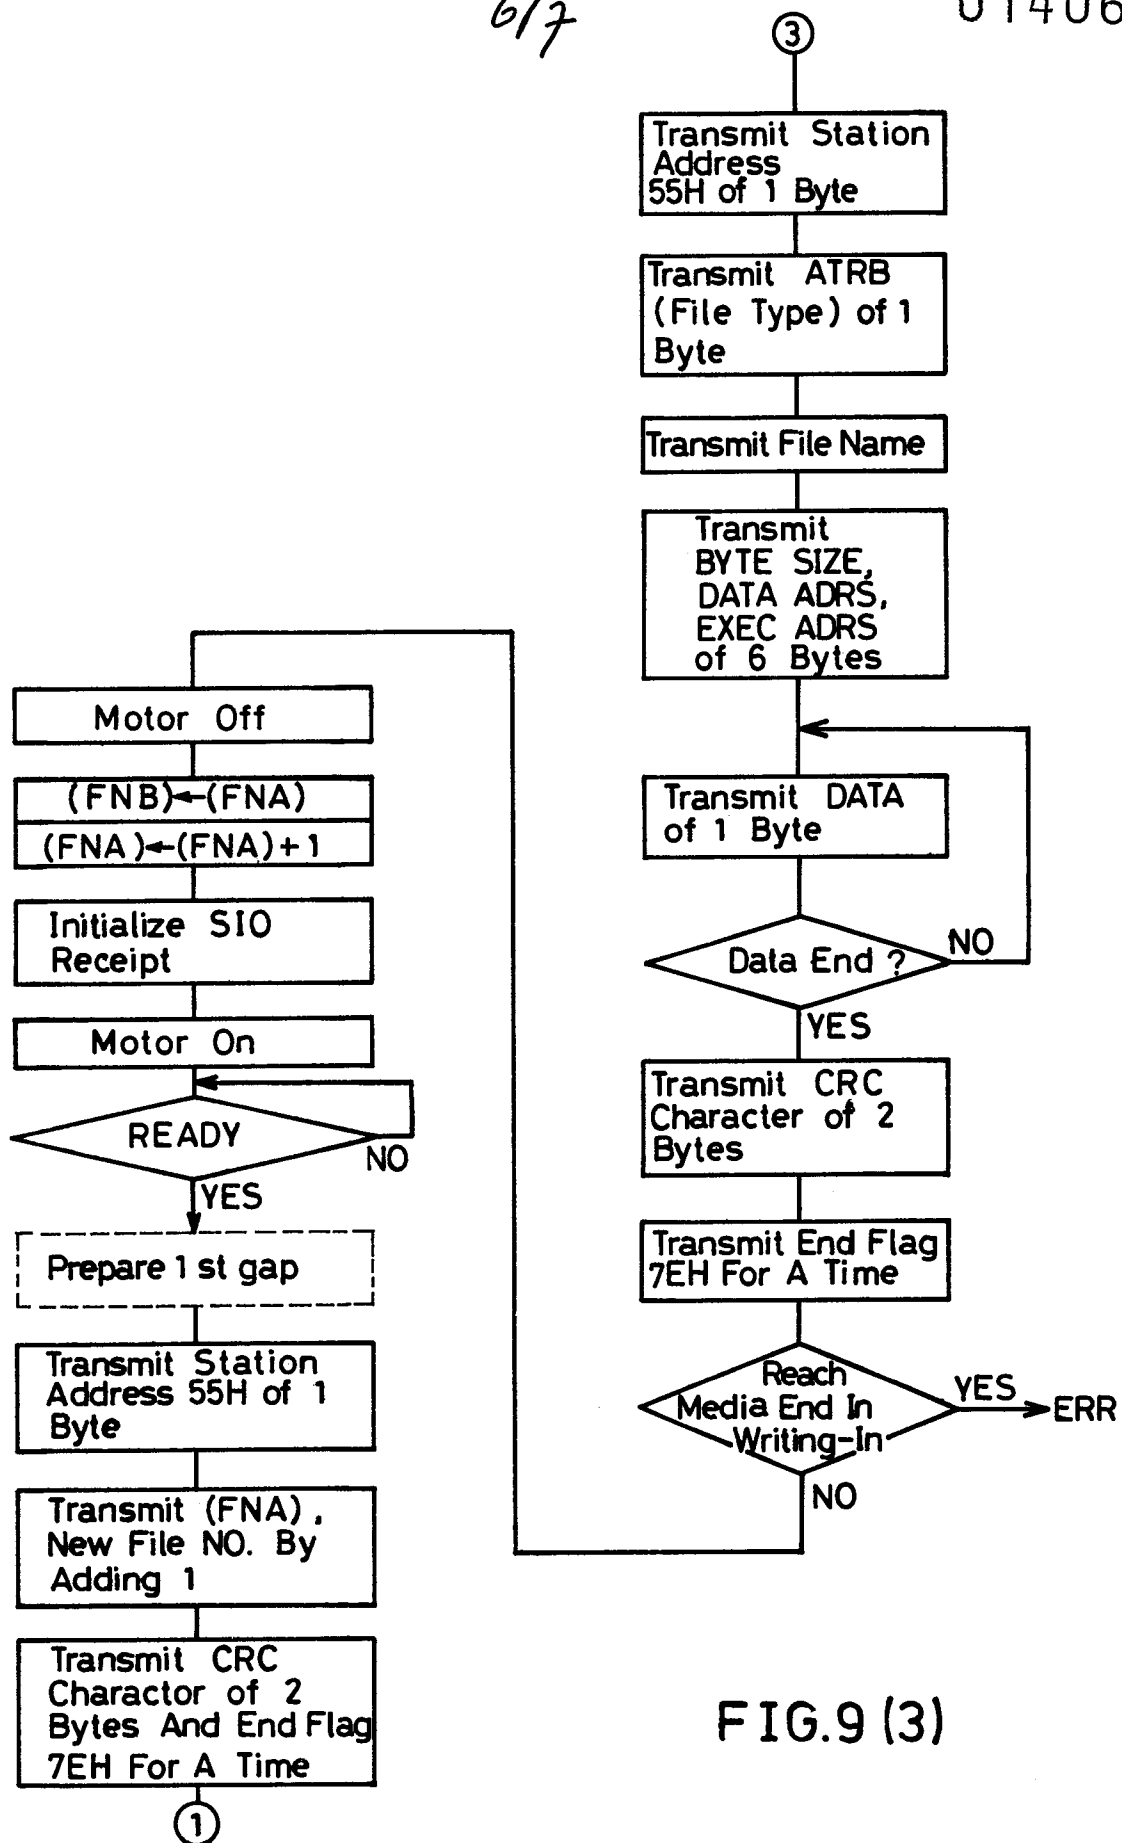 6/7
01406
3
Transmit Station
Address
55H of 1 Byte
Transmit ATRB
(File Type) of 1
Byte
Transmit File Name
Transmit
BYTE SIZE,
DATA ADRS,
EXEC ADRS
of 6 Bytes
Transmit DATA
of 1 Byte
Data End ?
NO
YES
Transmit CRC
Character of 2
Bytes
Transmit End Flag
7EH For A Time
Reach
Media End In
Writing-In
YES
ERR
NO
Motor Off
(FNB)←(FNA)
(FNA)←(FNA)+1
Initialize SIO
Receipt
Motor On
READY
NO
YES
Prepare 1 st gap
Transmit Station
Address 55H of 1
Byte
Transmit (FNA),
New File NO. By
Adding 1
Transmit CRC
Charactor of 2
Bytes And End Flag
7EH For A Time
1
FIG.9 (3)